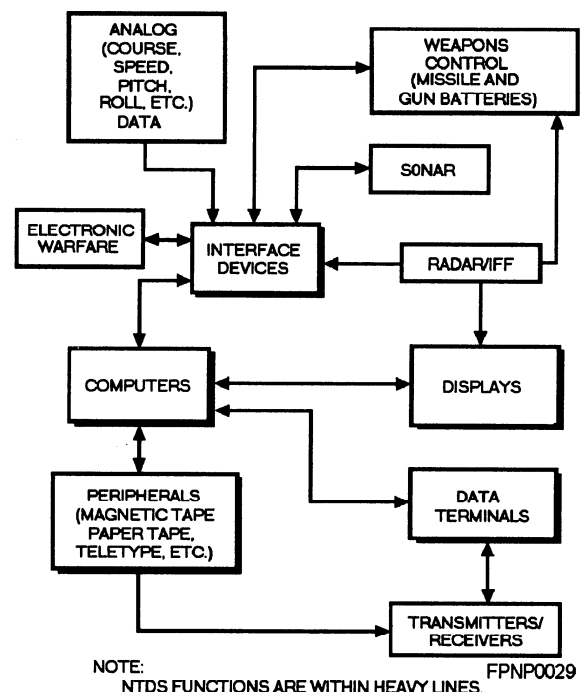 ANALOG
(COURSE,
SPEED,
PITCH,
ROLL, ETC.)
DATA
WEAPONS
CONTROL
(MISSILE AND
GUN BATTERIES)
SONAR
ELECTRONIC
WARFARE
INTERFACE
DEVICES
RADAR/IFF
COMPUTERS
DISPLAYS
PERIPHERALS
(MAGNETIC TAPE
PAPER TAPE,
TELETYPE, ETC.)
DATA
TERMINALS
TRANSMITTERS/
RECEIVERS
NOTE:
FPNP0029
NTDS FUNCTIONS ARE WITHIN HEAVY LINES